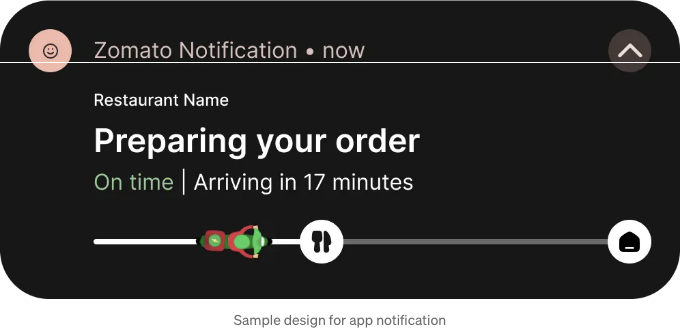 Zomato Notification • now
Restaurant Name
Preparing your order
On time | Arriving in 17 minutes
Sample design for app notification